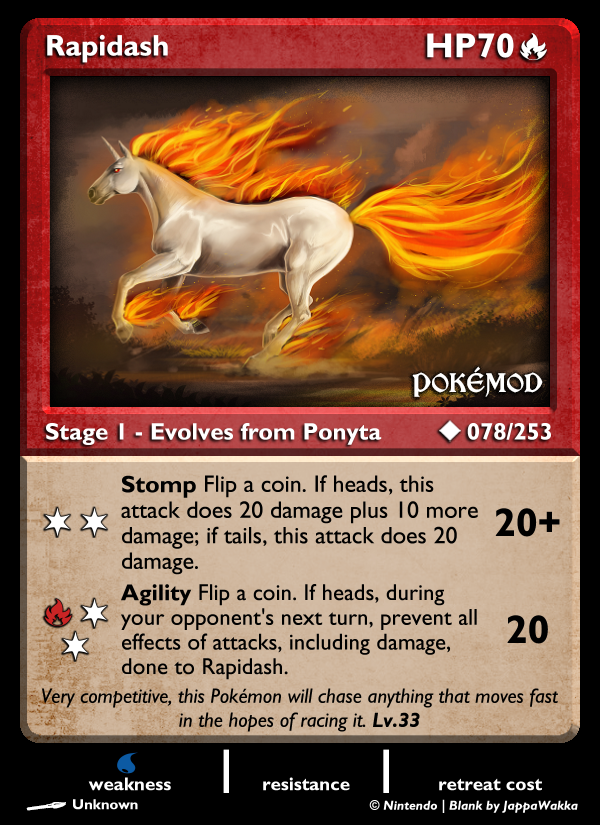 Rapidash HP70
POKÉMOD
Stage 1 - Evolves from Ponyta 078/253
Stomp Flip a coin. If heads, this
attack does 20 damage plus 10 more
damage; if tails, this attack does 20
damage.
20+
Agility Flip a coin. If heads, during
your opponent's next turn, prevent all
effects of attacks, including damage,
done to Rapidash.
20
Very competitive, this Pokémon will chase anything that moves fast
in the hopes of racing it. Lv.33
weakness resistance retreat cost
Unknown © Nintendo | Blank by JappaWakka